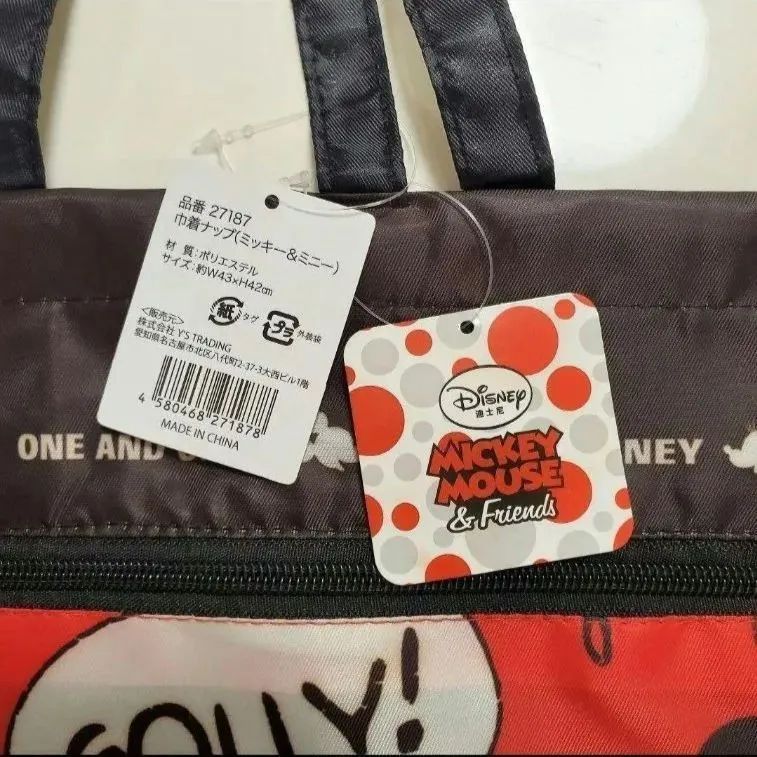 品番 27187
巾着ナップ(ミッキー&ミニー)
材 質:ポリエステル
サイズ:約W43×H42㎝
紙 タグ
プラ 外装袋
<販売元>
株式会社 Y'S TRADING
愛知県名古屋市北区八代町2-37-3大西ビル1階
4 580468 271878
MADE IN CHINA
Disney
迪士尼
MICKEY
MOUSE
& Friends
ONE AND
NEY
GOLLY!